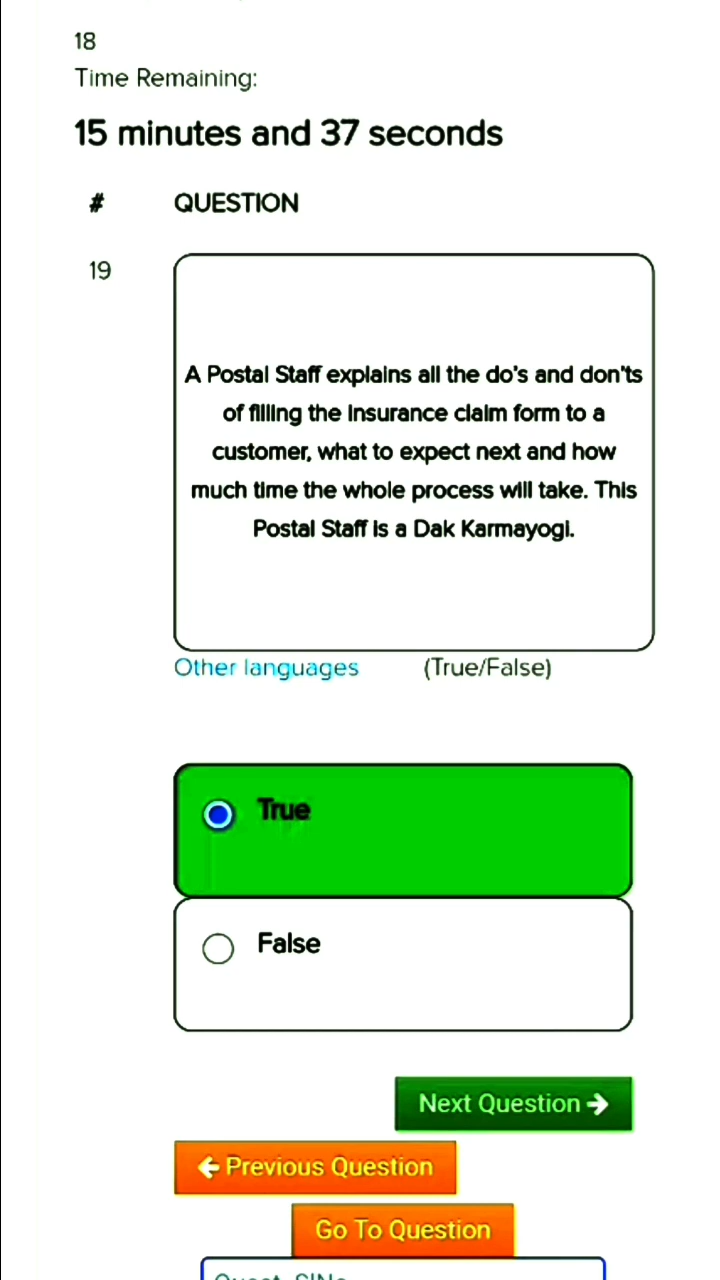 18
Time Remaining:
15 minutes and 37 seconds
# QUESTION
19
A Postal Staff explains all the do's and don'ts
of filling the insurance claim form to a
customer, what to expect next and how
much time the whole process will take. This
Postal Staff is a Dak Karmayogi.
Other languages (True/False)
True
False
Next Question →
← Previous Question
Go To Question